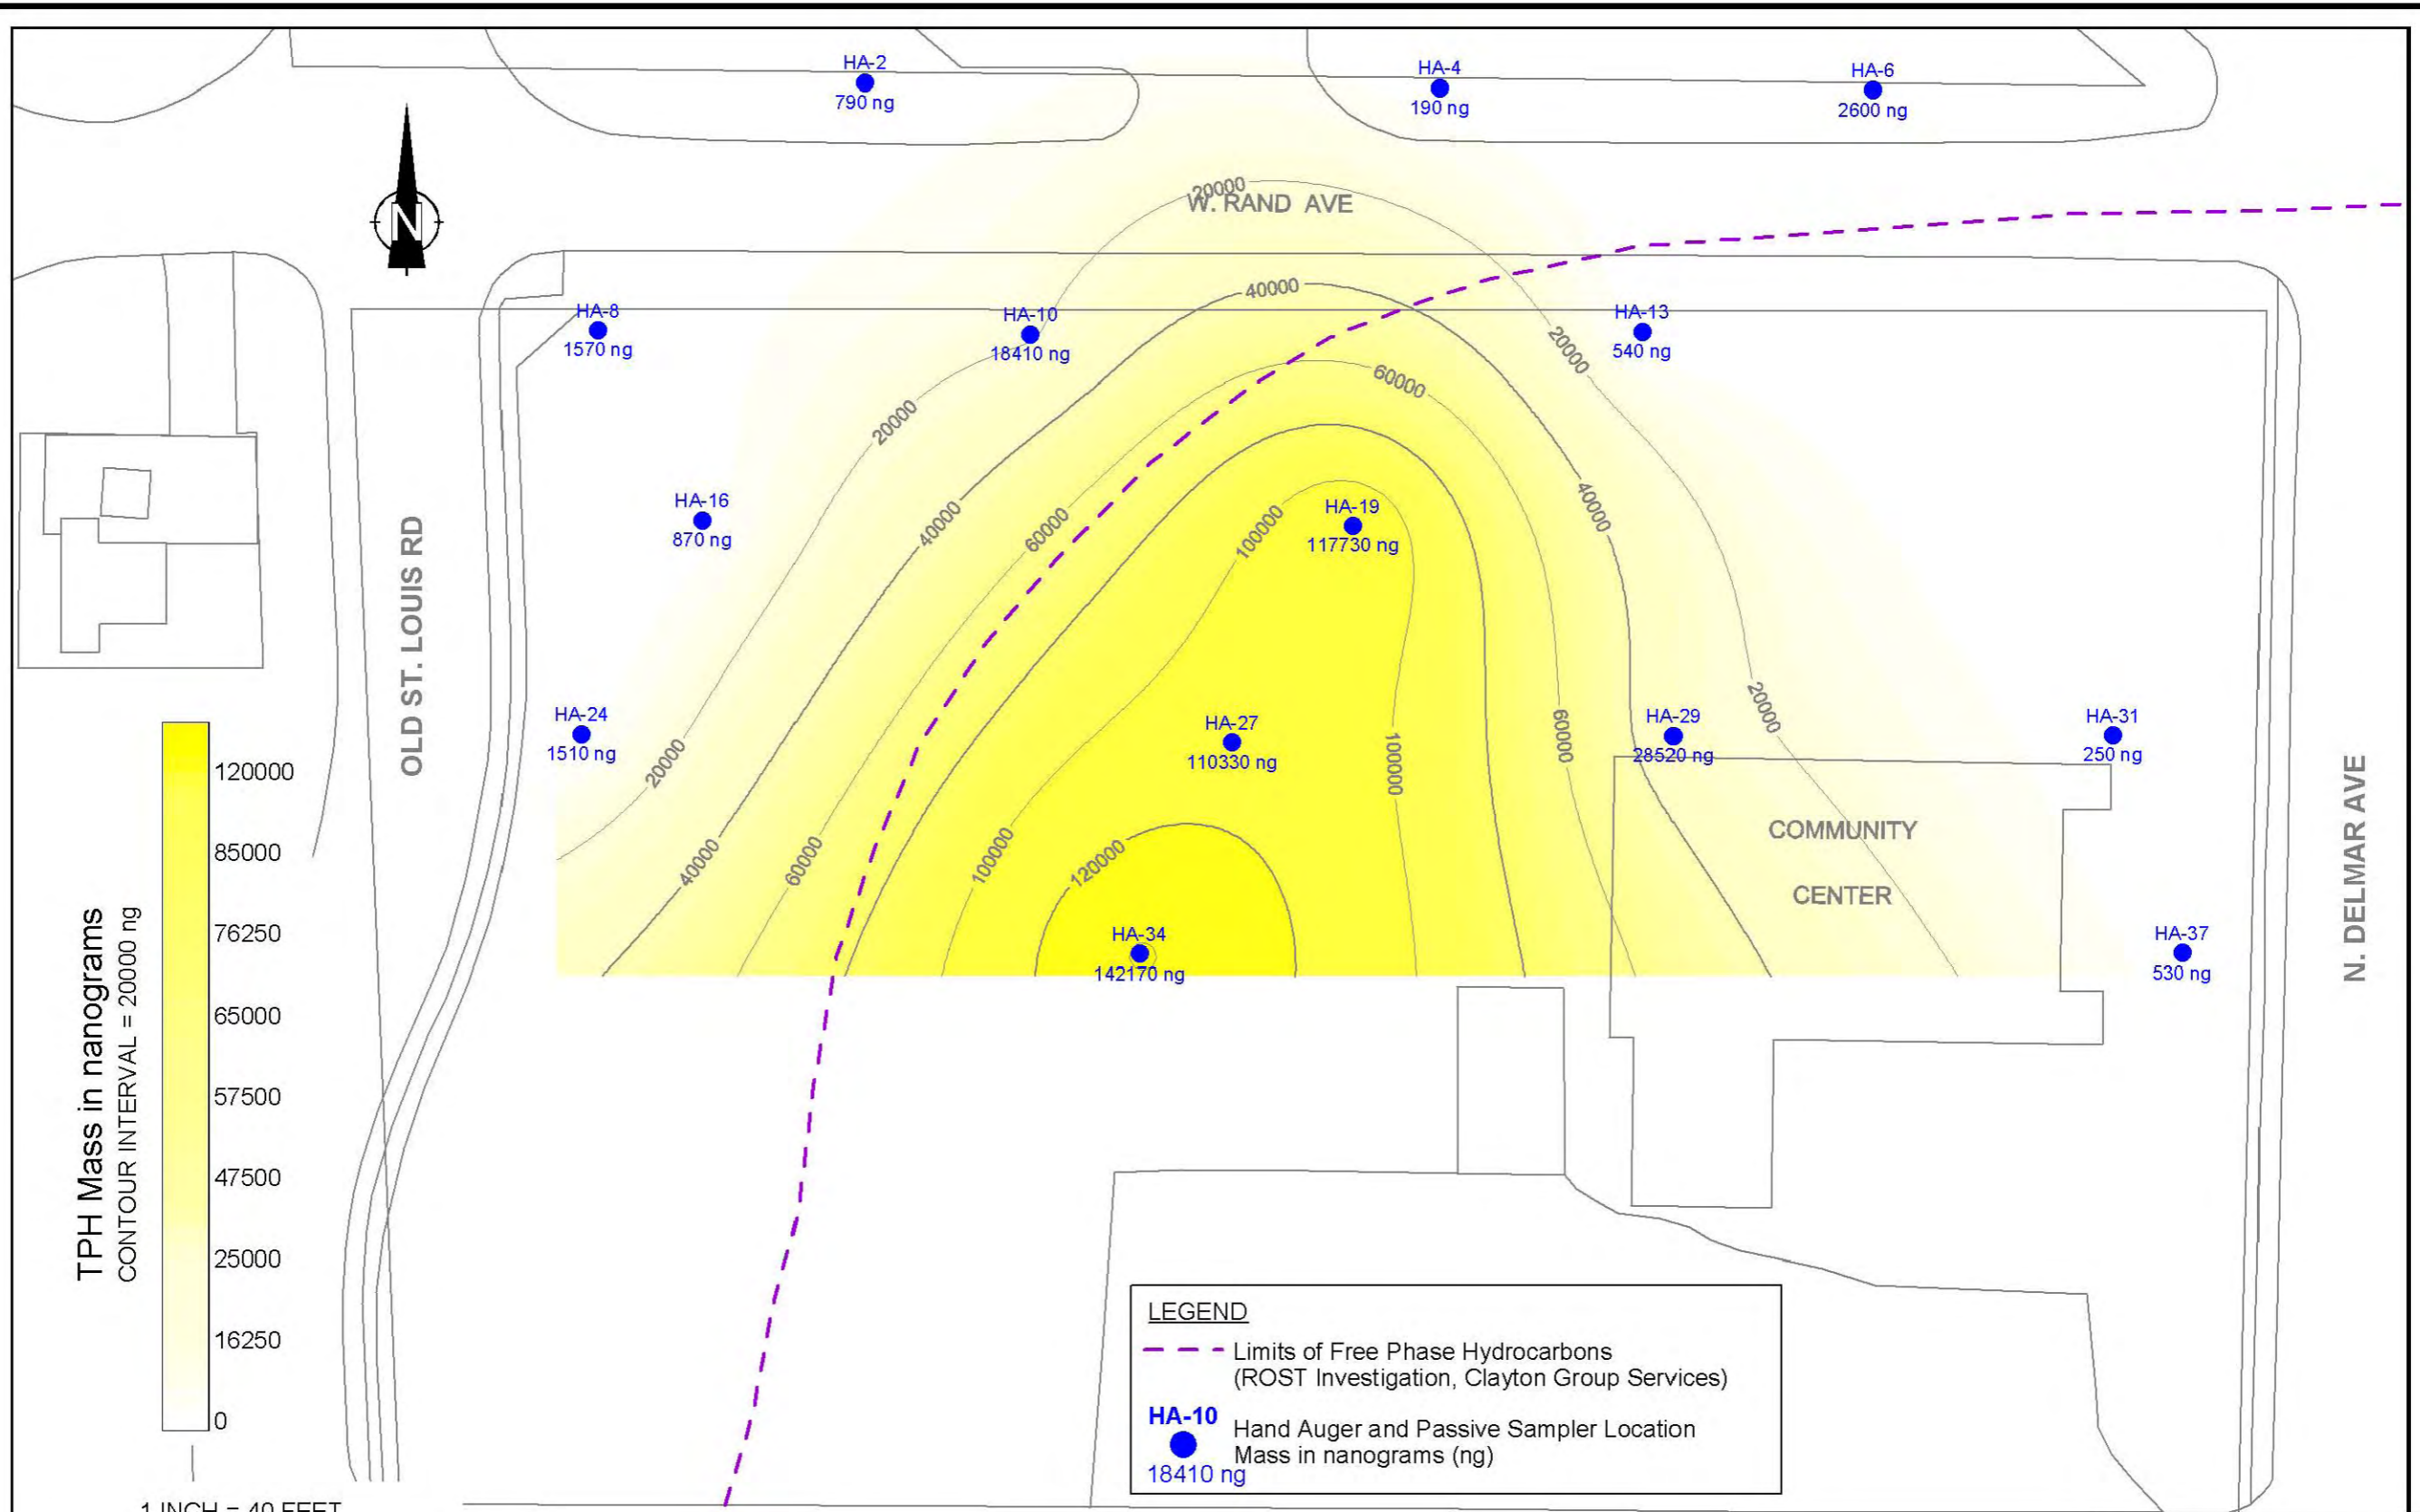 HA-2
790 ng
HA-4
190 ng
HA-6
2600 ng
N
20000
W. RAND AVE
40000
HA-8
1570 ng
HA-10
18410 ng
HA-13
540 ng
20000
60000
20000
HA-16
870 ng
40000
60000
100000
HA-19
117730 ng
40000
OLD ST. LOUIS RD
HA-24
1510 ng
20000
HA-27
110330 ng
100000
60000
HA-29
28520 ng
20000
HA-31
250 ng
40000
60000
100000
120000
COMMUNITY
CENTER
N. DELMAR AVE
HA-34
142170 ng
HA-37
530 ng
TPH Mass in nanograms
CONTOUR INTERVAL = 20000 ng
120000
85000
76250
65000
57500
47500
25000
16250
0
LEGEND
Limits of Free Phase Hydrocarbons
(ROST Investigation, Clayton Group Services)
HA-10
Hand Auger and Passive Sampler Location
Mass in nanograms (ng)
18410 ng
1 INCH = 40 FEET